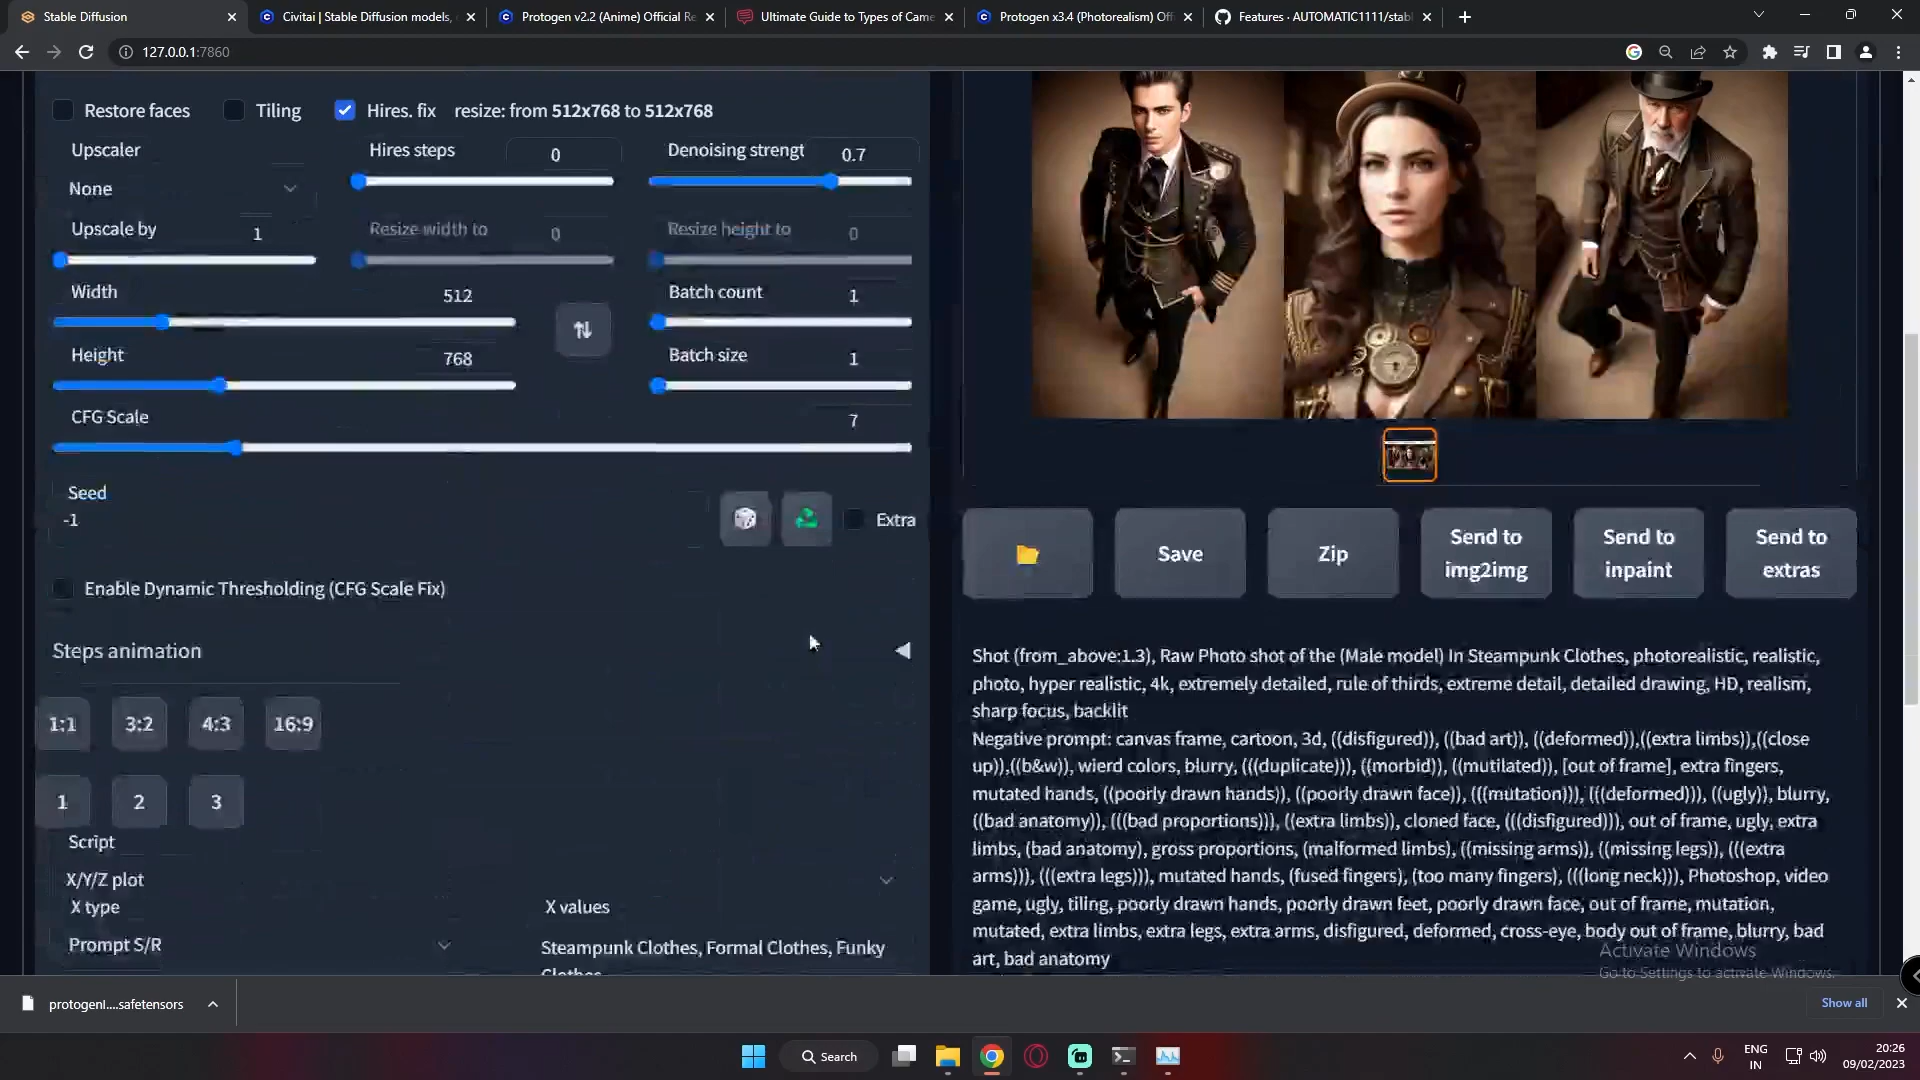 Stable Diffusion
Civitai | Stable Diffusion models,
Protogen v2.2 (Anime) Official Re
Ultimate Guide to Types of Came
Protogen x3.4 (Photorealism) Off
Features · AUTOMATIC1111/stabl
127.0.0.1:7860
Restore faces
Tiling
Hires. fix
resize: from 512x768 to 512x768
Upscaler
Hires steps
0
Denoising strengt
0.7
None
Upscale by
1
Resize width to
0
Resize height to
0
Width
512
Batch count
1
Height
768
Batch size
1
CFG Scale
7
Seed
-1
Extra
Save
Zip
Send to
img2img
Send to
inpaint
Send to
extras
Enable Dynamic Thresholding (CFG Scale Fix)
Steps animation
1:1
3:2
4:3
16:9
1
2
3
Script
X/Y/Z plot
X type
X values
Prompt S/R
Steampunk Clothes, Formal Clothes, Funky
Clothes
Shot (from_above:1.3), Raw Photo shot of the (Male model) In Steampunk Clothes, photorealistic, realistic,
photo, hyper realistic, 4k, extremely detailed, rule of thirds, extreme detail, detailed drawing, HD, realism,
sharp focus, backlit
Negative prompt: canvas frame, cartoon, 3d, ((disfigured)), ((bad art)), ((deformed)),((extra limbs)),((close
up)),((b&w)), wierd colors, blurry, (((duplicate))), ((morbid)), ((mutilated)), [out of frame], extra fingers,
mutated hands, ((poorly drawn hands)), ((poorly drawn face)), (((mutation))), (((deformed))), ((ugly)), blurry,
((bad anatomy)), (((bad proportions))), ((extra limbs)), cloned face, (((disfigured))), out of frame, ugly, extra
limbs, (bad anatomy), gross proportions, (malformed limbs), ((missing arms)), ((missing legs)), (((extra
arms))), (((extra legs))), mutated hands, (fused fingers), (too many fingers), (((long neck))), Photoshop, video
game, ugly, tiling, poorly drawn hands, poorly drawn feet, poorly drawn face, out of frame, mutation,
mutated, extra limbs, extra legs, extra arms, disfigured, deformed, cross-eye, body out of frame, blurry, bad
art, bad anatomy
Activate Windows
Go to Settings to activate Windows.
protogenI....safetensors
Show all
Search
ENG
IN
20:26
09/02/2023